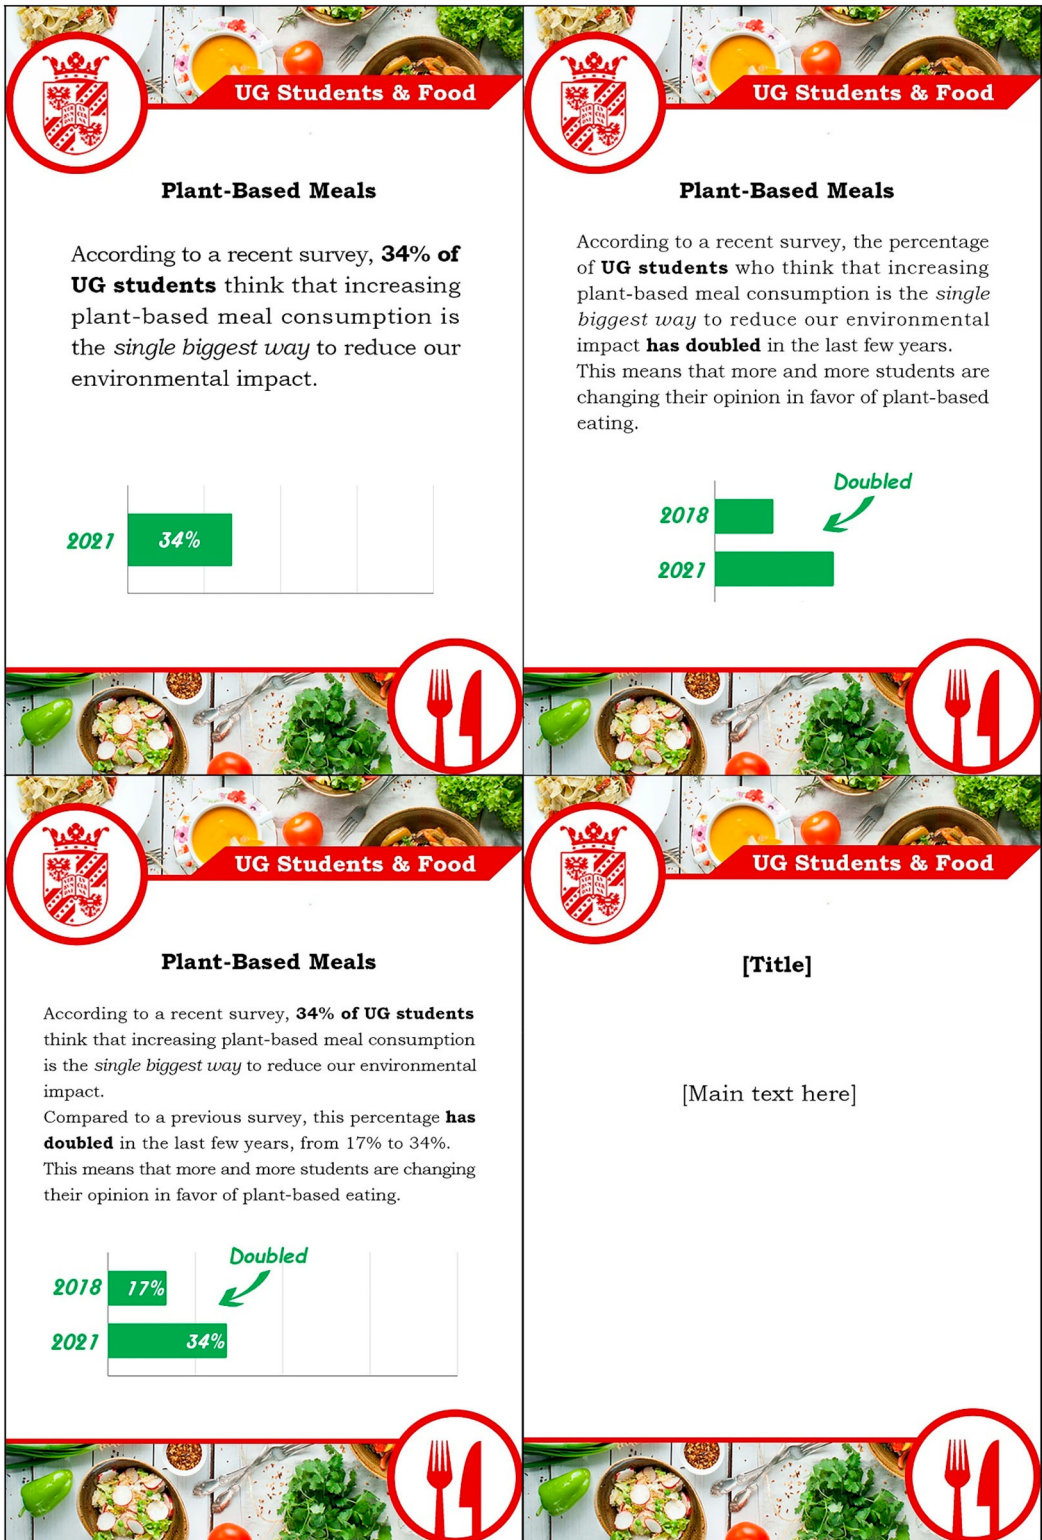 UG Students & Food
Plant-Based Meals
According to a recent survey, 34% of
UG students think that increasing
plant-based meal consumption is
the single biggest way to reduce our
environmental impact.
2021 34%
UG Students & Food
Plant-Based Meals
According to a recent survey, the percentage
of UG students who think that increasing
plant-based meal consumption is the single
biggest way to reduce our environmental
impact has doubled in the last few years.
This means that more and more students are
changing their opinion in favor of plant-based
eating.
Doubled
2018
2021
UG Students & Food
Plant-Based Meals
According to a recent survey, 34% of UG students
think that increasing plant-based meal consumption
is the single biggest way to reduce our environmental
impact.
Compared to a previous survey, this percentage has
doubled in the last few years, from 17% to 34%.
This means that more and more students are changing
their opinion in favor of plant-based eating.
Doubled
2018 17%
2021 34%
UG Students & Food
[Title]
[Main text here]